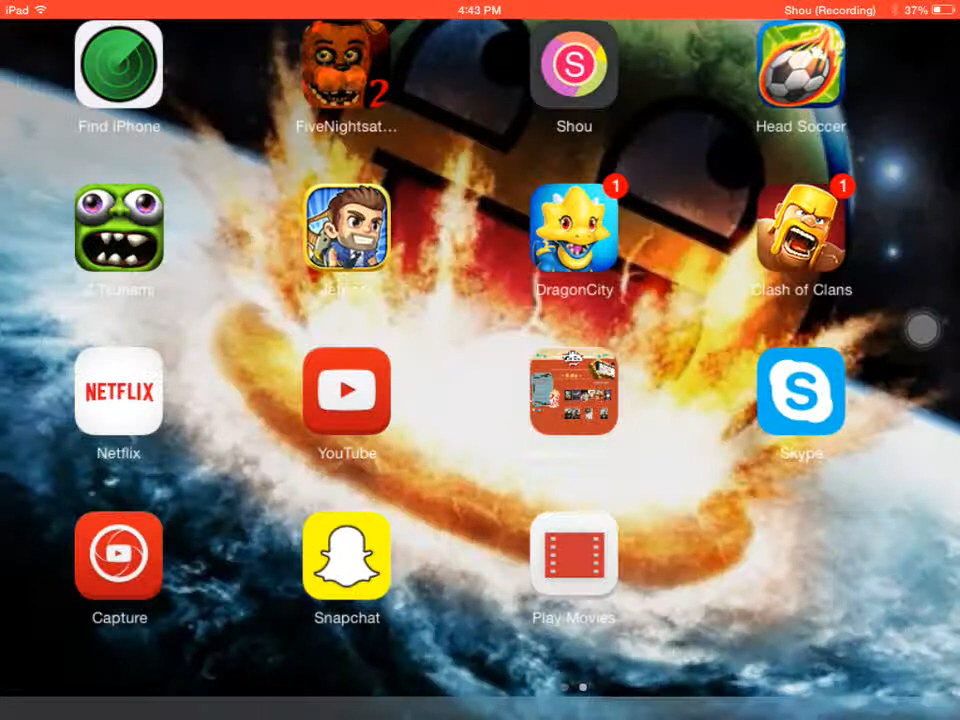 iPad 4:43 PM Shou (Recording) 37%
2
S
Find iPhone FiveNightsat... Shou Head Soccer
1 1
Z Tsunami DragonCity Clash of Clans
NETFLIX S
Netflix YouTube Skype
Capture Snapchat Play Movies